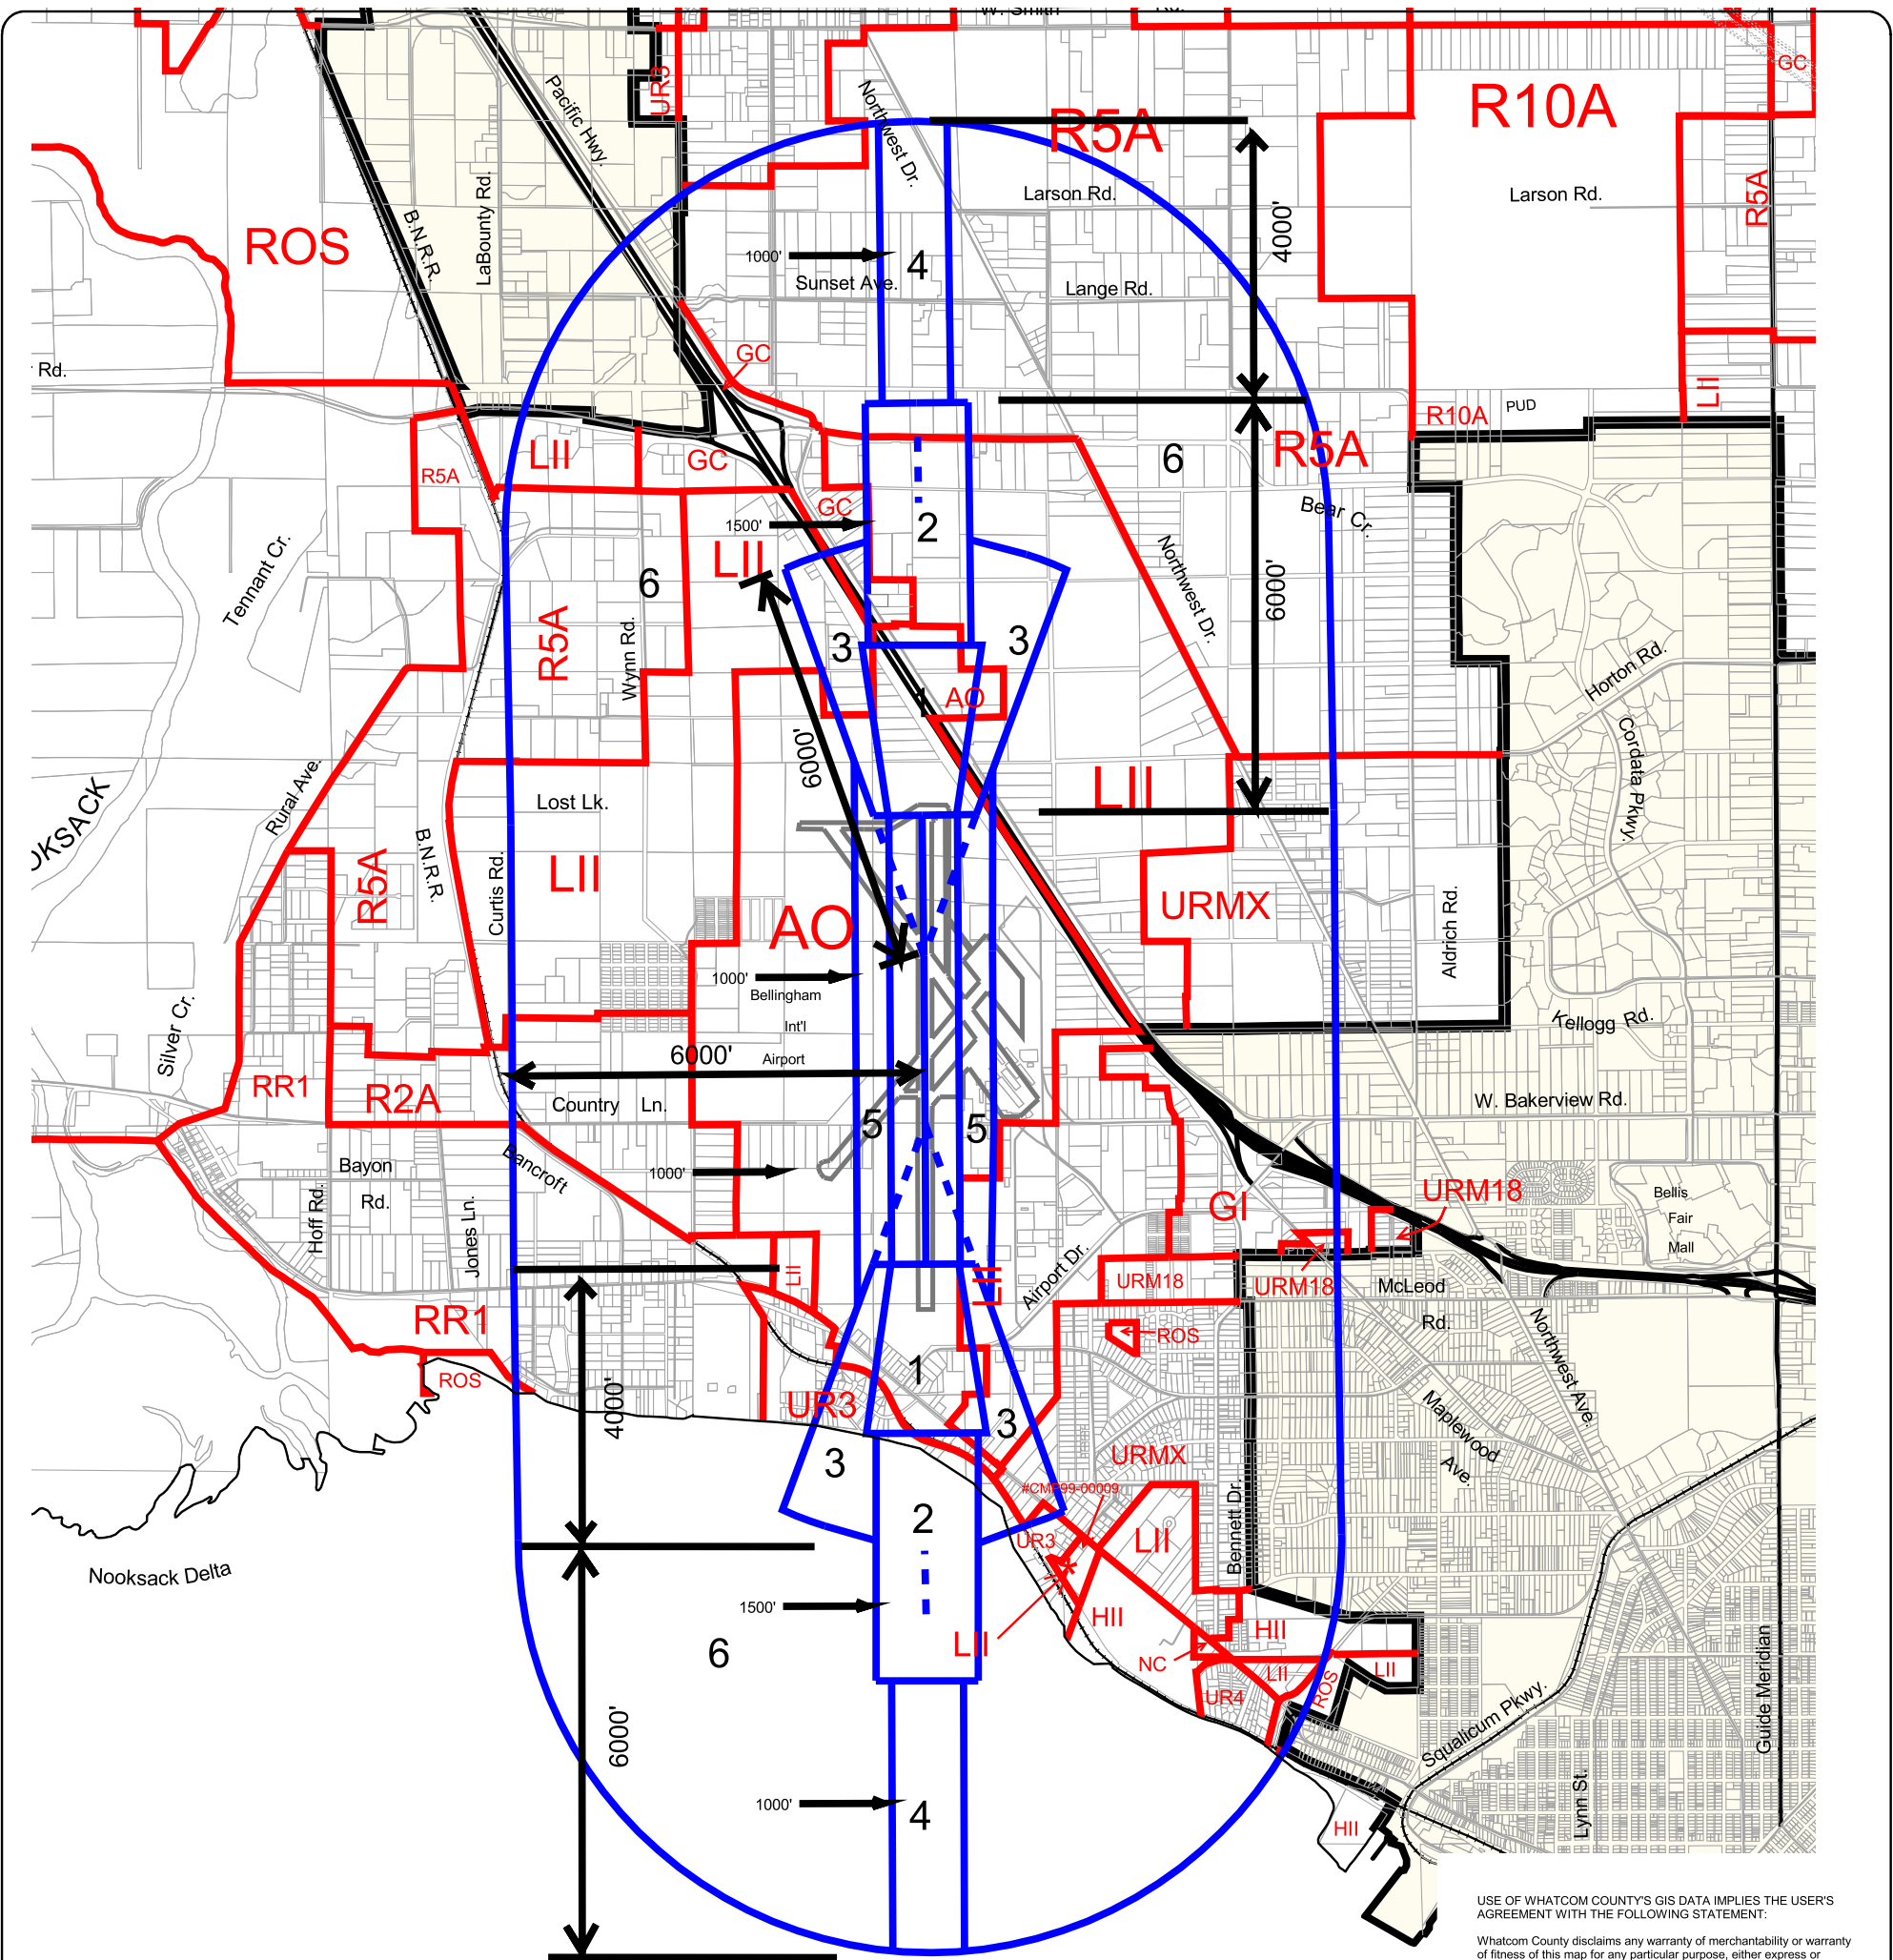 W. Smith Rd.
GC
UR3
Pacific Hwy.
Northwest Dr.
R5A
R10A
LaBounty Rd.
B.N.R.R.
ROS
Larson Rd.
Larson Rd.
R5A
4000'
1000'
4
Sunset Ave.
Lange Rd.
GC
Rd.
LII
R10A
PUD
LII
GC
R5A
6
R5A
GC
1500'
2
Bear Cr.
Tennant Cr.
LII
6
Northwest Dr.
6000'
R5A
Wynn Rd.
3
3
Horton Rd.
1
AO
Cordata Pkwy.
6000'
OKSACK
Rural Ave.
Lost Lk.
LII
B.N.R.R.
R5A
Curtis Rd.
LII
AO
URMX
Aldrich Rd.
1000'
Bellingham
Int'l
Airport
Silver Cr.
Kellogg Rd.
6000'
RR1
R2A
Country Ln.
W. Bakerview Rd.
5
5
Bancroft
Bayon
Rd.
1000'
Hoff Rd.
Jones Ln.
GI
URM18
Bellis
Fair
Mall
Airport Dr.
LII
LII
URM18
URM18
McLeod
Rd.
RR1
ROS
Northwest Ave.
ROS
1
4000'
UR3
3
3
URMX
Maplewood
Ave.
#CMP99-00009
2
UR3
LII
Bennett Dr.
*
Nooksack Delta
1500'
HII
HII
LII
NC
6
LII
LII
ROS
UR4
Guide Meridian
Squalicum Pkwy.
6000'
1000'
4
Lynn St.
HII
USE OF WHATCOM COUNTY'S GIS DATA IMPLIES THE USER'S
AGREEMENT WITH THE FOLLOWING STATEMENT:
Whatcom County disclaims any warranty of merchantability or warranty
of fitness of this map for any particular purpose, either express or